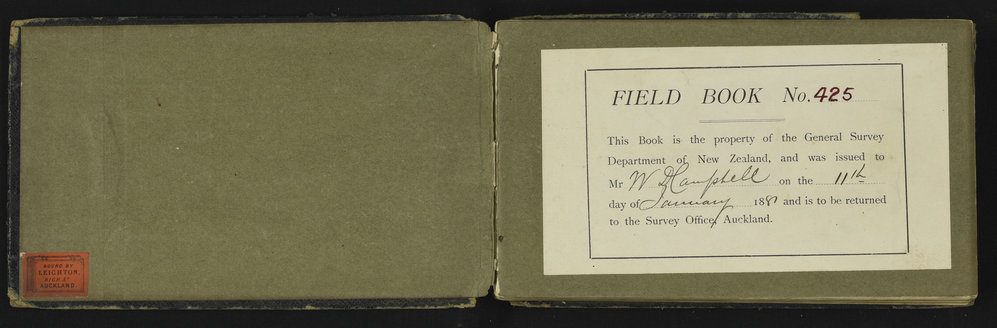 BOUND BY
LEIGHTON,
HIGH ST
AUCKLAND.
FIELD BOOK No. 425
This Book is the property of the General Survey
Department of New Zealand, and was issued to
Mr W D Campbell on the 11th
day of January 1881 and is to be returned
to the Survey Office, Auckland.